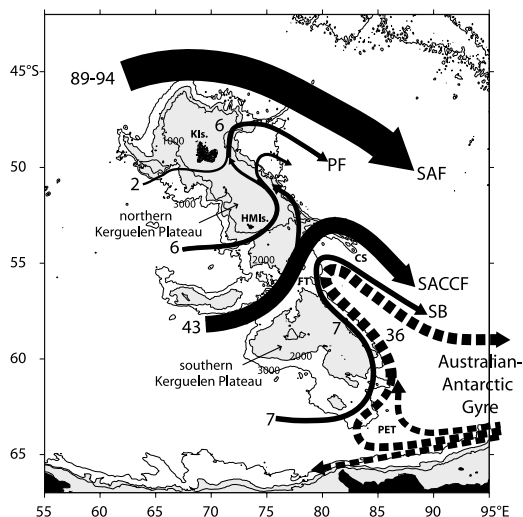 45°S
50
55
60
65
55
60
65
70
75
80
85
90
95°E
89-94
SAF
PF
6
2
KIs.
1000
3000
northern
Kerguelen Plateau
HMIs.
6
2000
CS
FT
SACCF
SB
43
7
36
Australian-
Antarctic
Gyre
southern
Kerguelen Plateau
2000
3000
7
PET